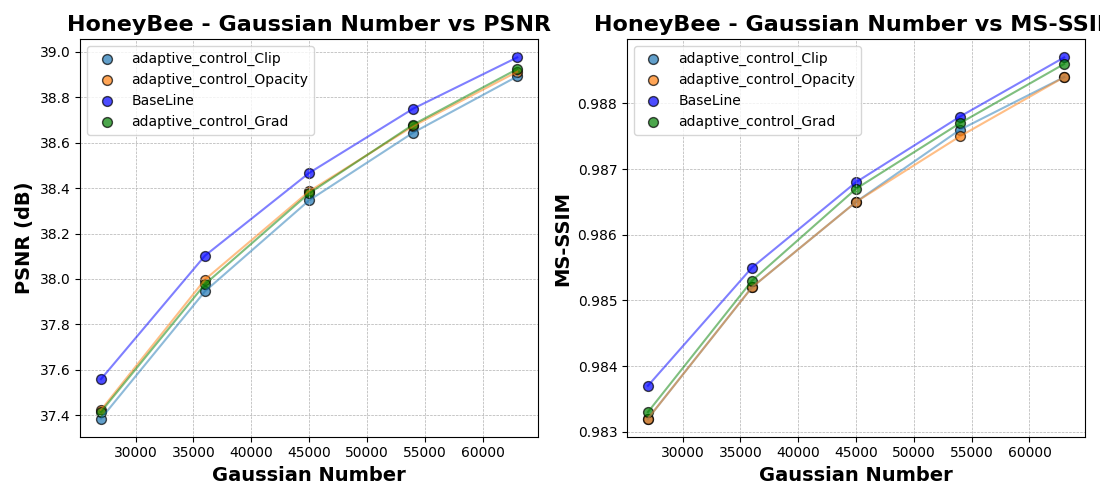 HoneyBee - Gaussian Number vs PSNR
adaptive_control_Clip
adaptive_control_Opacity
BaseLine
adaptive_control_Grad
39.0
38.8
38.6
38.4
38.2
38.0
37.8
37.6
37.4
PSNR (dB)
30000 35000 40000 45000 50000 55000 60000
Gaussian Number
HoneyBee - Gaussian Number vs MS-SSI
adaptive_control_Clip
adaptive_control_Opacity
BaseLine
adaptive_control_Grad
0.988
0.987
0.986
0.985
0.984
0.983
MS-SSIM
30000 35000 40000 45000 50000 55000 60000
Gaussian Number